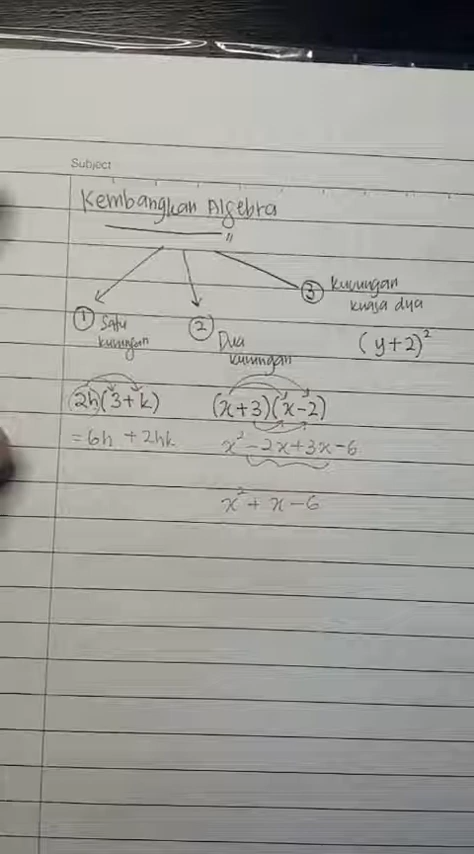 Subject
Kembangkan Algebra
① Satu
kurungan
② Dua
kurungan
③ Kurungan
kuasa dua
(y+2)²
2h(3+k)
=6h +2hk
(x+3)(x-2)
x²-2x+3x-6
x²+x-6